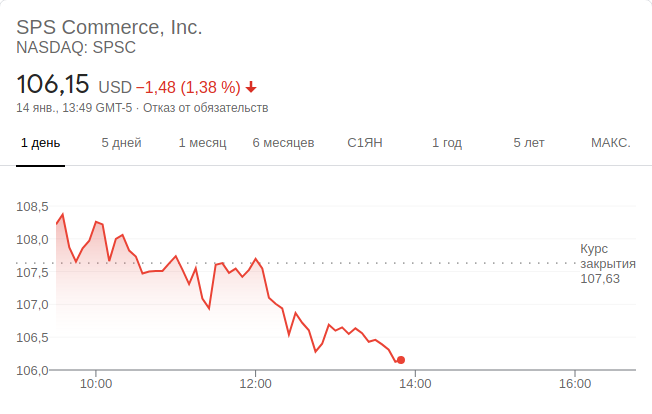 SPS Commerce, Inc.
NASDAQ: SPSC
106,15 USD −1,48 (1,38 %)
14 янв., 13:49 GMT-5 · Отказ от обязательств
1 день 5 дней 1 месяц 6 месяцев С1ЯН 1 год 5 лет МАКС.
108,5
108,0
Курс
закрытия
107,63
107,5
107,0
106,5
106,0
10:00 12:00 14:00 16:00